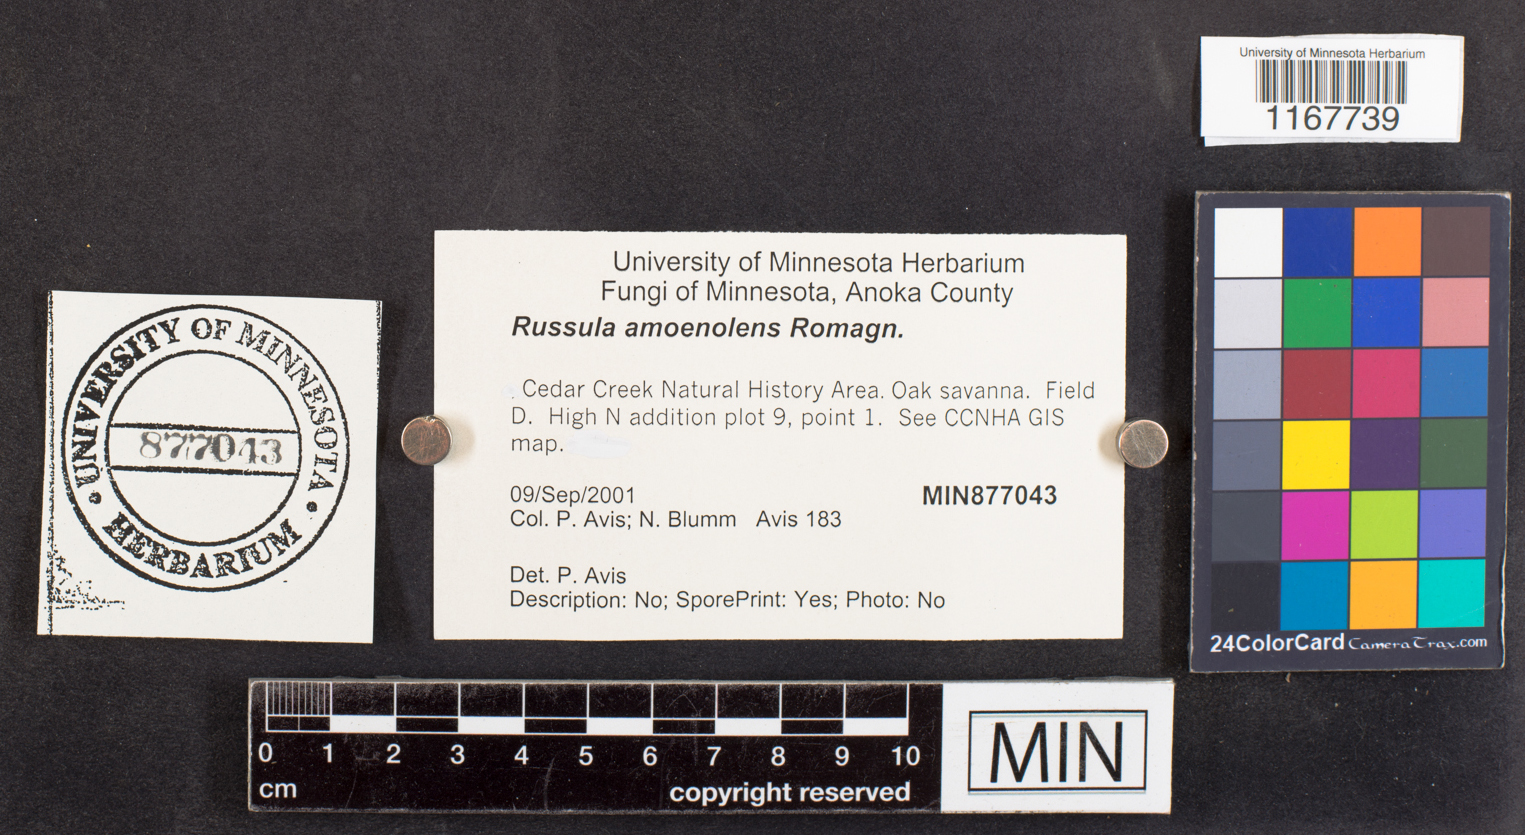 University of Minnesota Herbarium
1167739
University of Minnesota Herbarium
Fungi of Minnesota, Anoka County
Russula amoenolens Romagn.
Cedar Creek Natural History Area. Oak savanna. Field
D. High N addition plot 9, point 1. See CCNHA GIS
map.
09/Sep/2001
MIN877043
Col. P. Avis; N. Blumm Avis 183
Det. P. Avis
Description: No; SporePrint: Yes; Photo: No
UNIVERSITY OF MINNESOTA
877043
• HERBARIUM •
24ColorCard CameraTrax.com
0 1 2 3 4 5 6 7 8 9 10
cm
copyright reserved
MIN